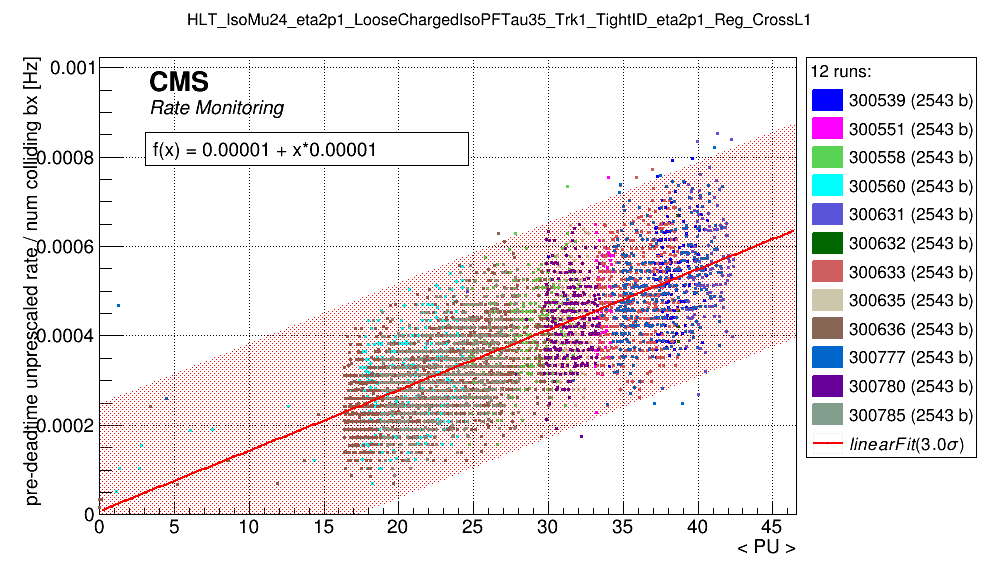 HLT_IsoMu24_eta2p1_LooseChargedIsoPFTau35_Trk1_TightID_eta2p1_Reg_CrossL1
pre-deadtime unprescaled rate / num colliding bx [Hz]
0.001
0.0008
0.0006
0.0004
0.0002
0
CMS
Rate Monitoring
f(x) = 0.00001 + x*0.00001
0 5 10 15 20 25 30 35 40 45
< PU >
12 runs:
300539 (2543 b)
300551 (2543 b)
300558 (2543 b)
300560 (2543 b)
300631 (2543 b)
300632 (2543 b)
300633 (2543 b)
300635 (2543 b)
300636 (2543 b)
300777 (2543 b)
300780 (2543 b)
300785 (2543 b)
linearFit(3.0σ)